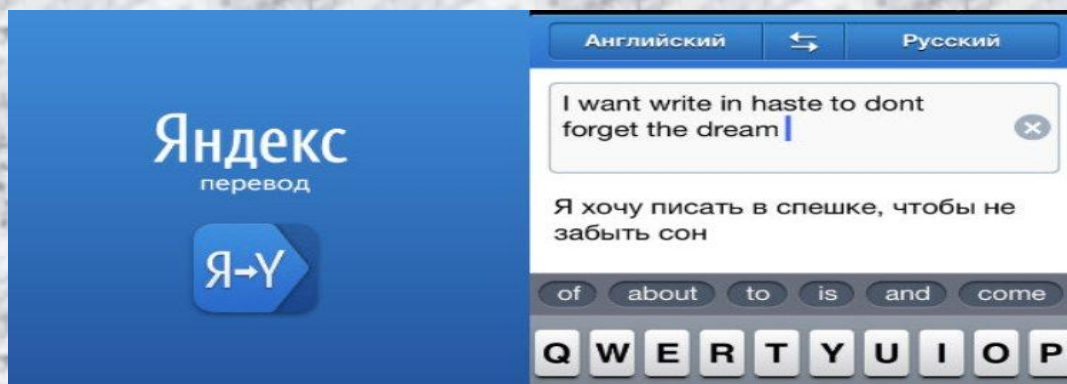 Яндекс
перевод
Я→Y
Английский
Русский
I want write in haste to dont
forget the dream
Я хочу писать в спешке, чтобы не
забыть сон
of about to is and come
Q W E R T Y U I O P